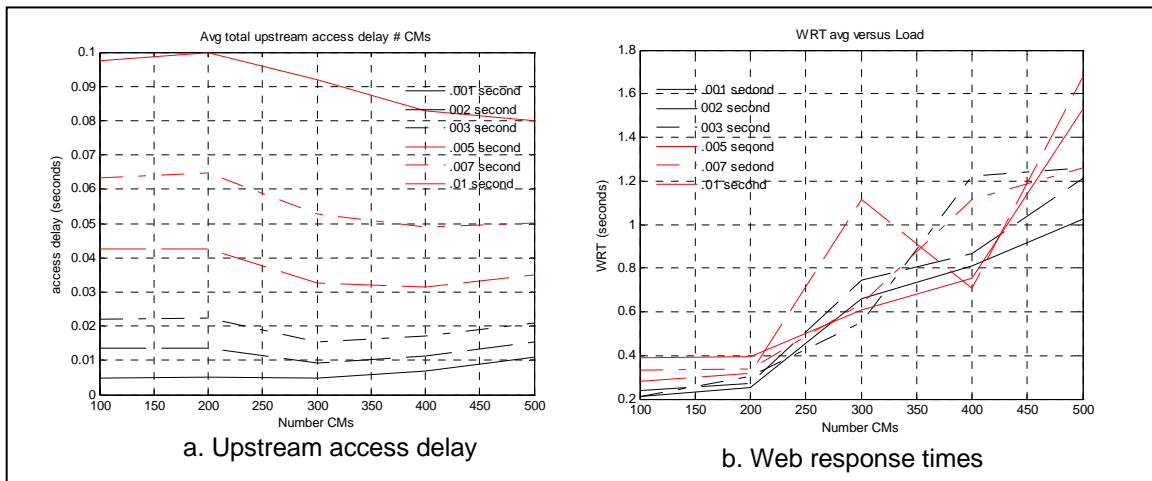 Avg total upstream access delay # CMs
0.1
0.09
0.08
0.07
0.06
0.05
0.04
0.03
0.02
0.01
0
access delay (seconds)
.001 second
002 second
003 second
.005 second
.007 second
.01 second
100 150 200 250 300 350 400 450 500
Number CMs
a. Upstream access delay
WRT avg versus Load
1.8
1.6
1.4
1.2
1
0.8
0.6
0.4
0.2
WRT (seconds)
.001 second
002 second
.003 second
.005 seqond
.007 second
.01 second
100 150 200 250 300 350 400 450 500
Number CMs
b. Web response times